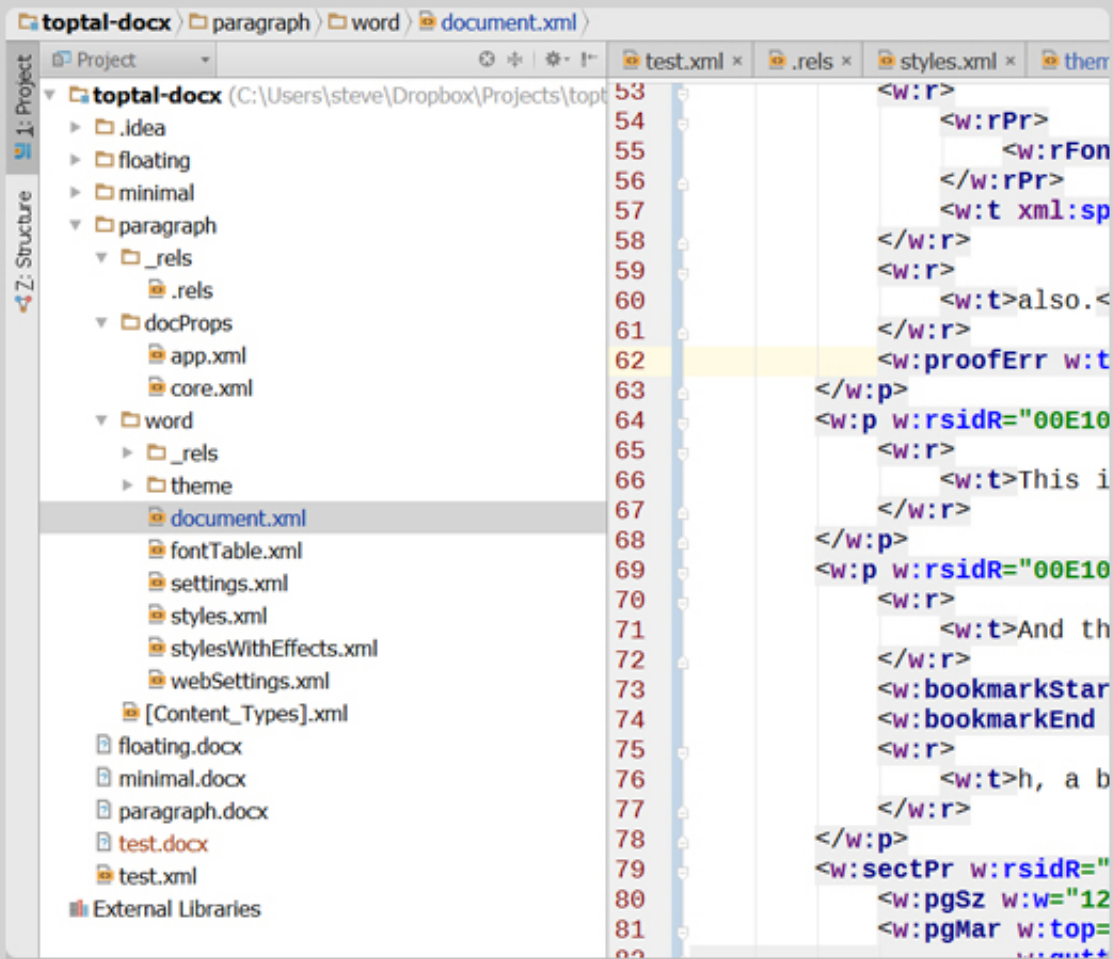 toptal-docx paragraph word document.xml
1: Project
Z: Structure
Project
toptal-docx (C:\Users\steve\Dropbox\Projects\topt
.idea
floating
minimal
paragraph
_rels
.rels
docProps
app.xml
core.xml
word
_rels
theme
document.xml
fontTable.xml
settings.xml
styles.xml
stylesWithEffects.xml
webSettings.xml
[Content_Types].xml
floating.docx
minimal.docx
paragraph.docx
test.docx
test.xml
External Libraries
test.xml × .rels × styles.xml × them
53 <w:r>
54 <w:rPr>
55 <w:rFon
56 </w:rPr>
57 <w:t xml:sp
58 </w:r>
59 <w:r>
60 <w:t>also.<
61 </w:r>
62 <w:proofErr w:t
63 </w:p>
64 <w:p w:rsidR="00E10
65 <w:r>
66 <w:t>This i
67 </w:r>
68 </w:p>
69 <w:p w:rsidR="00E10
70 <w:r>
71 <w:t>And th
72 </w:r>
73 <w:bookmarkStar
74 <w:bookmarkEnd
75 <w:r>
76 <w:t>h, a b
77 </w:r>
78 </w:p>
79 <w:sectPr w:rsidR="
80 <w:pgSz w:w="12
81 <w:pgMar w:top=